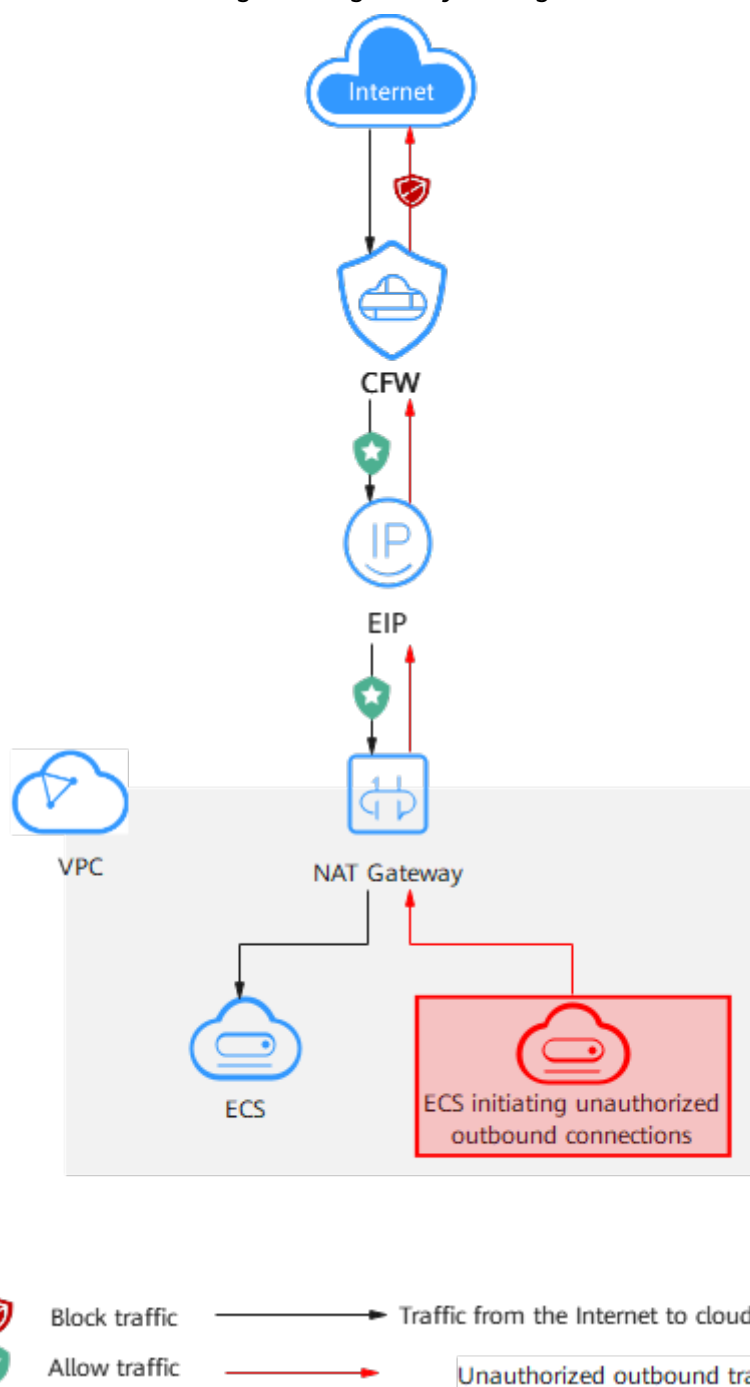 Internet
CFW
IP
EIP
VPC
NAT Gateway
ECS
ECS initiating unauthorized
outbound connections
Block traffic
Traffic from the Internet to cloud
Allow traffic
Unauthorized outbound